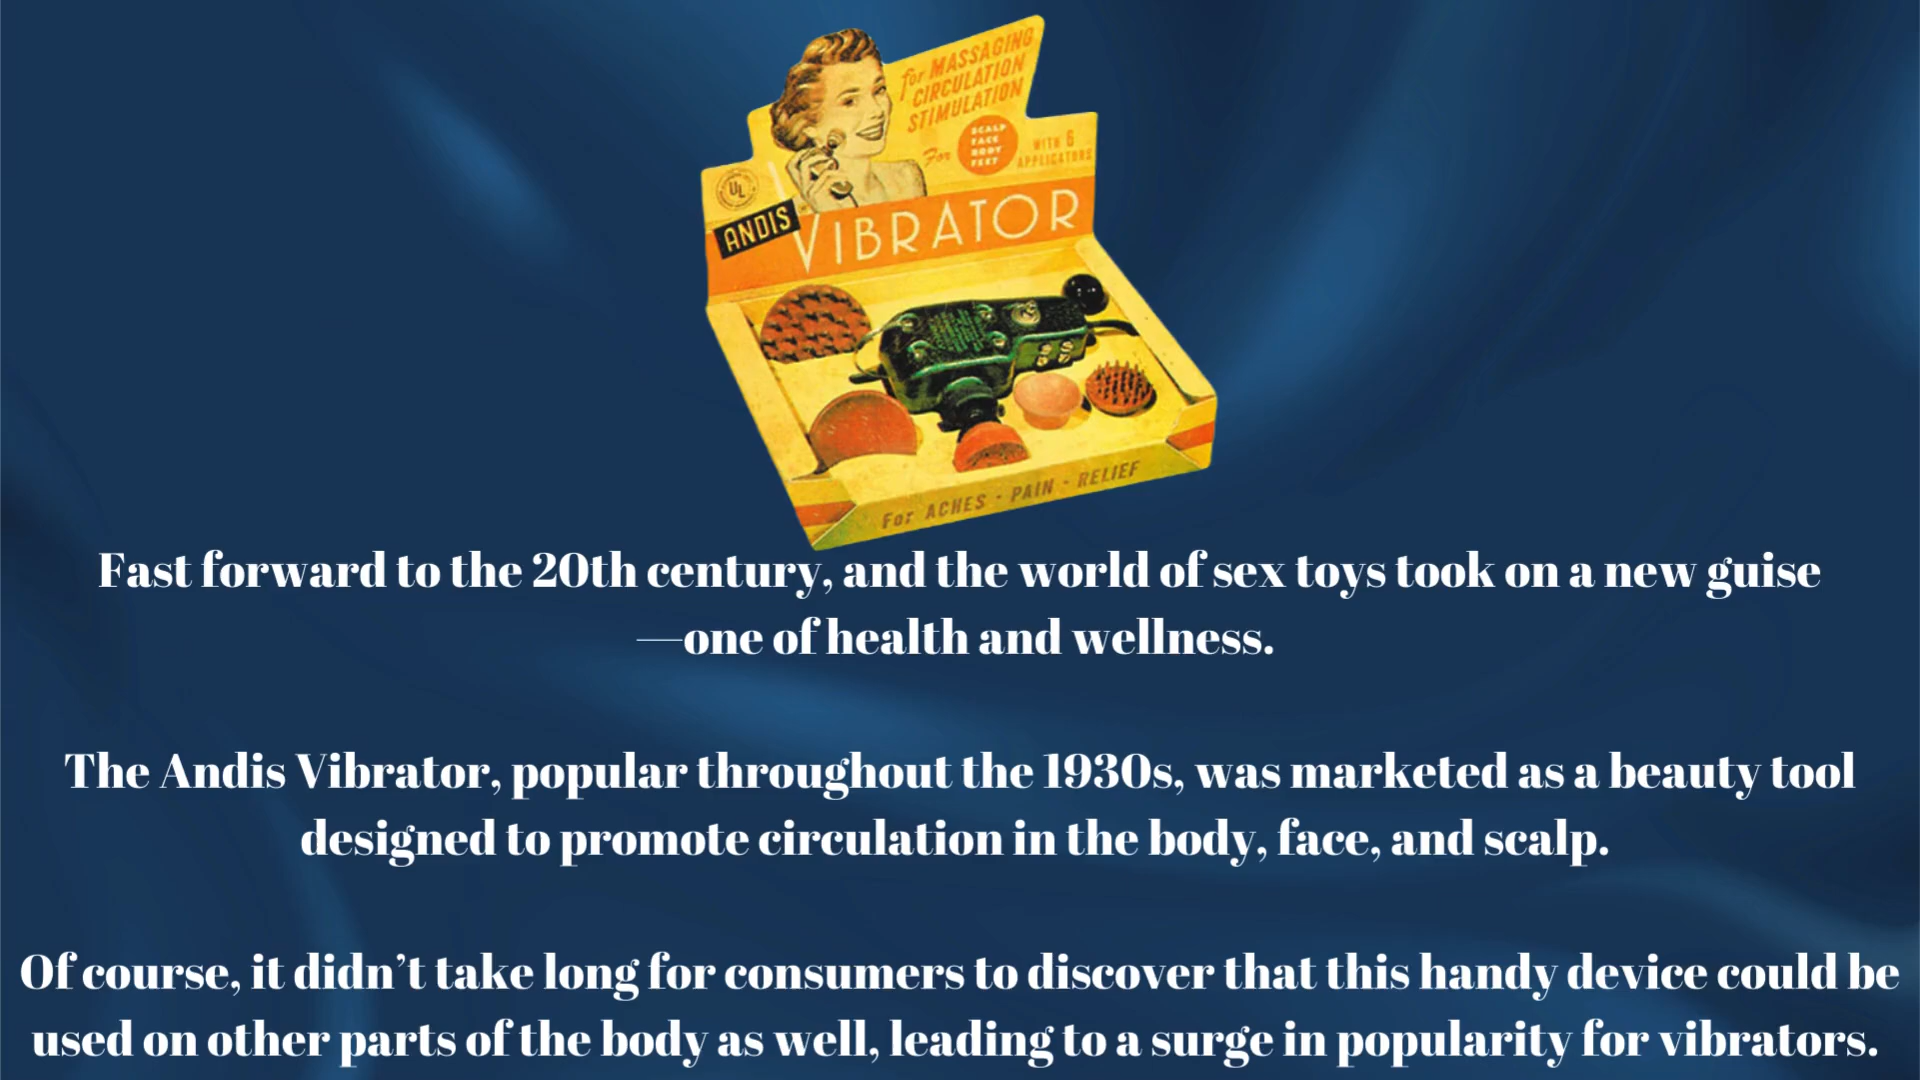 for MASSAGING
CIRCULATION
STIMULATION
For
SCALP
FACE
BODY
FEET
WITH 6
APPLICATORS
UL
ANDIS
VIBRATOR
For ACHES - PAIN - RELIEF
Fast forward to the 20th century, and the world of sex toys took on a new guise
—one of health and wellness.
The Andis Vibrator, popular throughout the 1930s, was marketed as a beauty tool
designed to promote circulation in the body, face, and scalp.
Of course, it didn’t take long for consumers to discover that this handy device could be
used on other parts of the body as well, leading to a surge in popularity for vibrators.